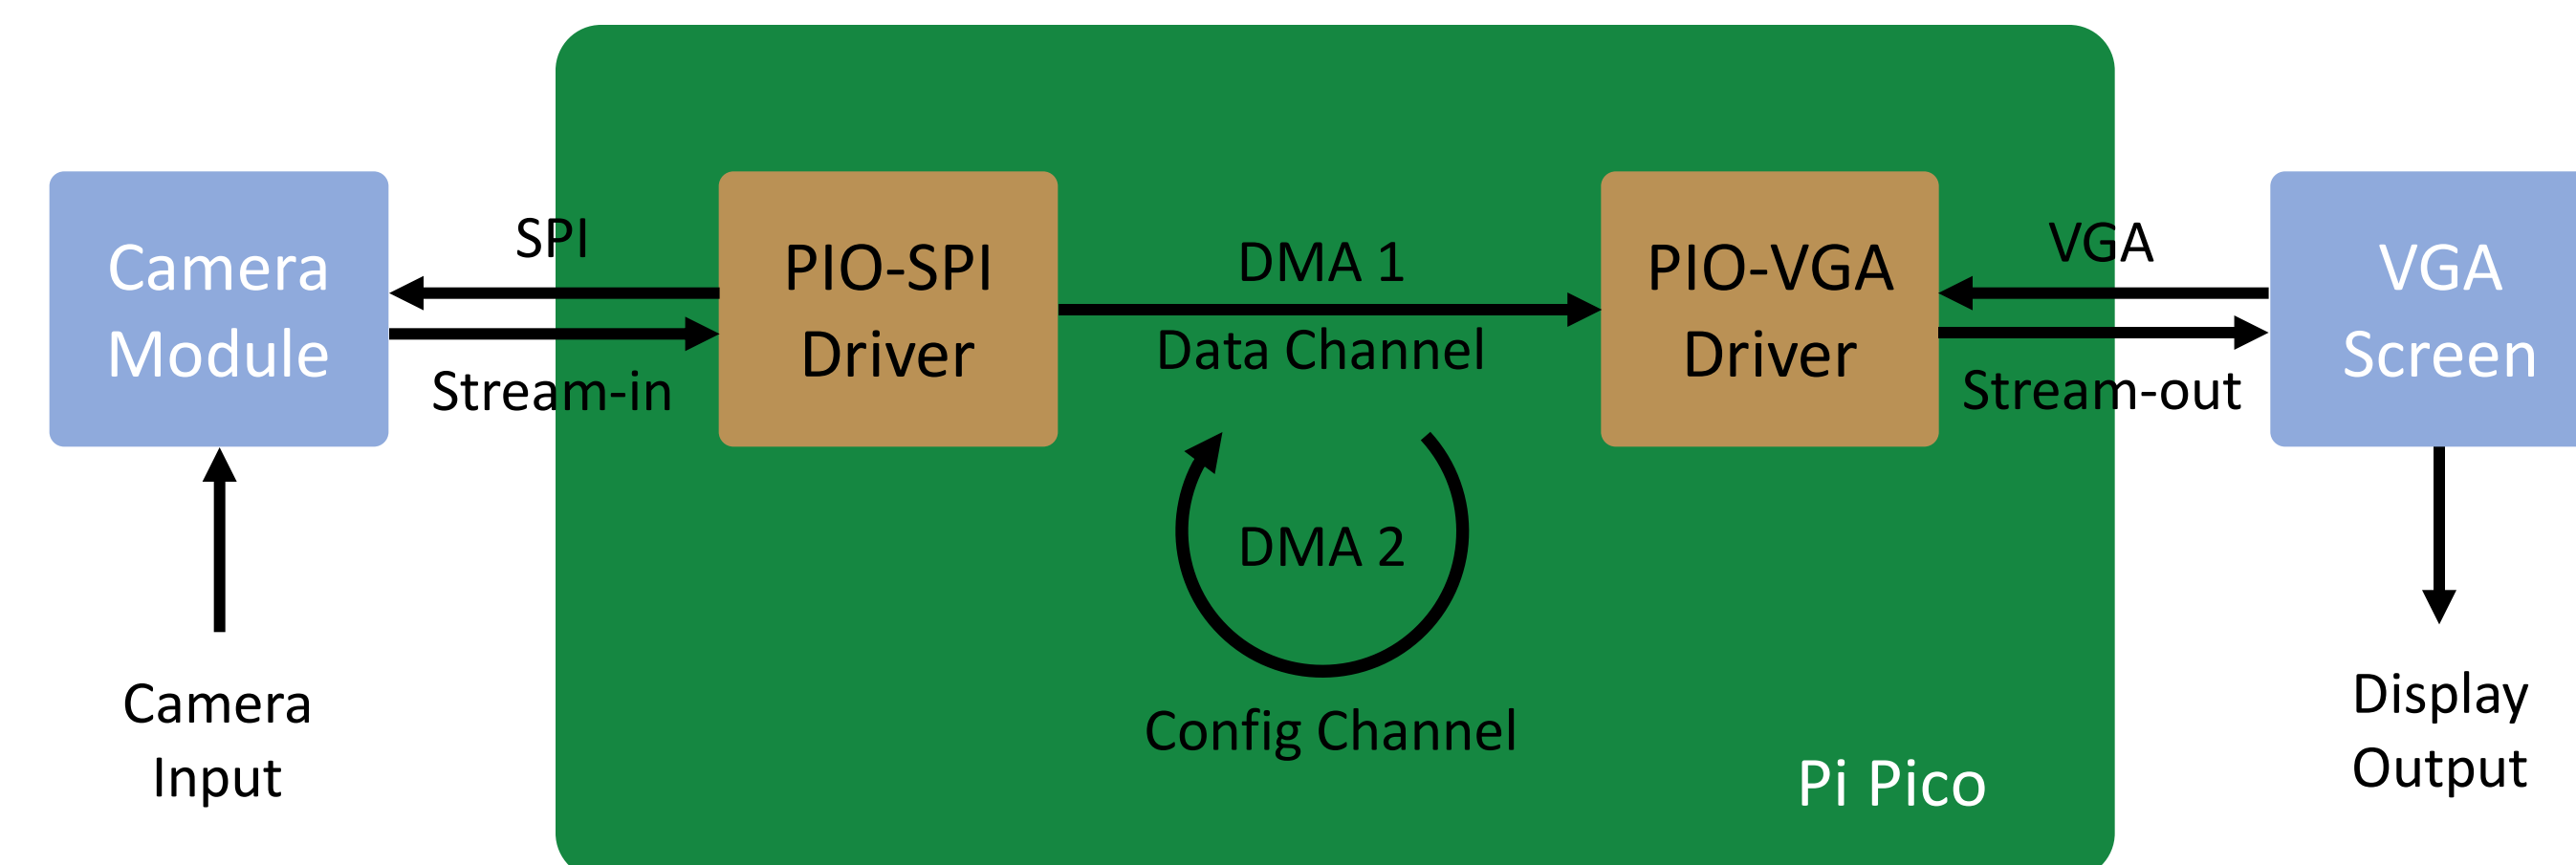 Camera
Module
SPI
Stream-in
PIO-SPI
Driver
DMA 1
Data Channel
PIO-VGA
Driver
VGA
Stream-out
VGA
Screen
DMA 2
Config Channel
Camera
Input
Pi Pico
Display
Output